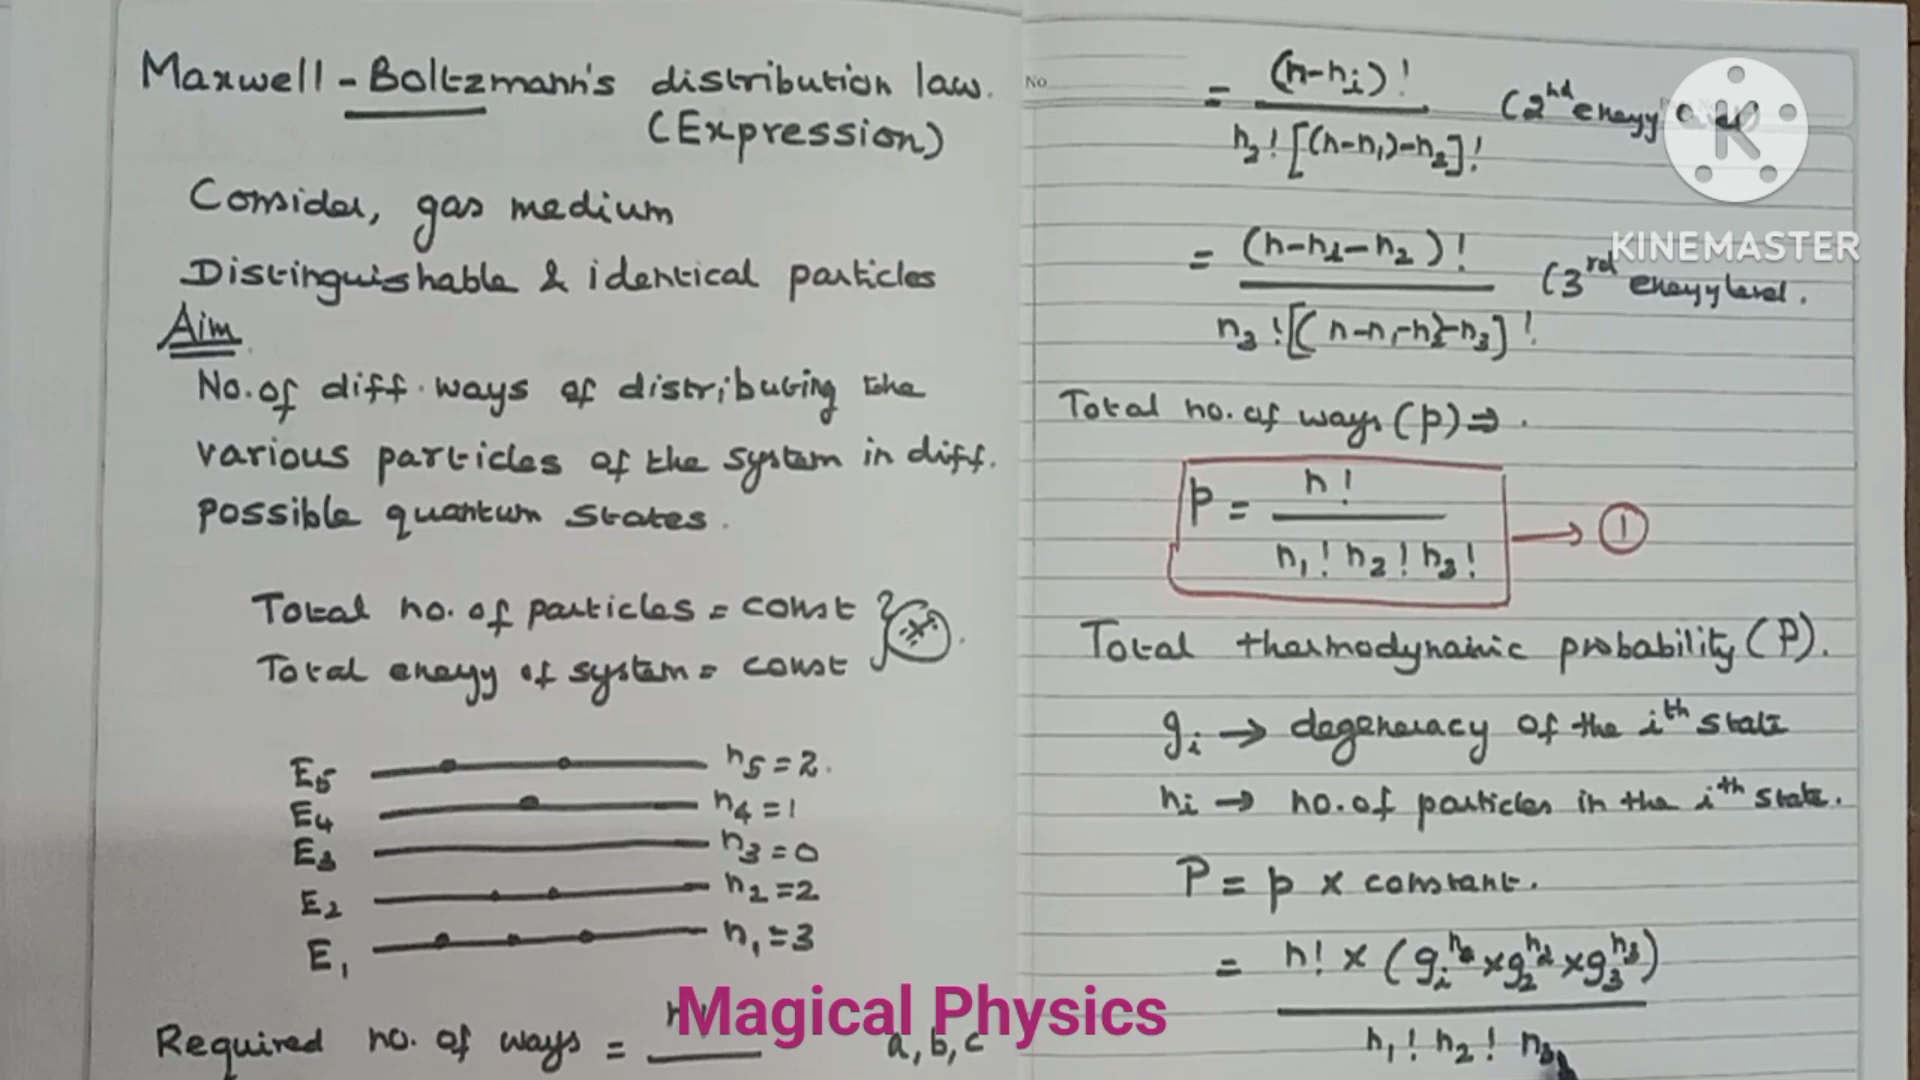 Maxwell - Boltzmann's distribution law.
(Expression)
Consider, gas medium
Distinguishable & identical particles
Aim
No. of diff. ways of distributing the
various particles of the system in diff.
possible quantum states.
Total no. of particles = const
Total energy of system = const
E5 n5 = 2.
E4 n4 = 1
E3 n3 = 0
E2 n2 = 2
E1 n1 = 3
Required no. of ways = a, b, c
No
= (n-ni)! / n2! [(n-n1)-n2]! (2nd energy
= (n-n1-n2)! / n3! [(n-n1-n2)-n3]! (3rd energy level.
Total no. of ways (p) ⇒.
p = n! / n1! n2! n3! → ①
Total thermodynamic probability (P).
gi → degeneracy of the ith state
ni → no. of particles in the ith state.
P = p x constant.
= n! x (gi x g2^n2 x g3^n3) / n1! n2! n3
KINEMASTER
Magical Physics